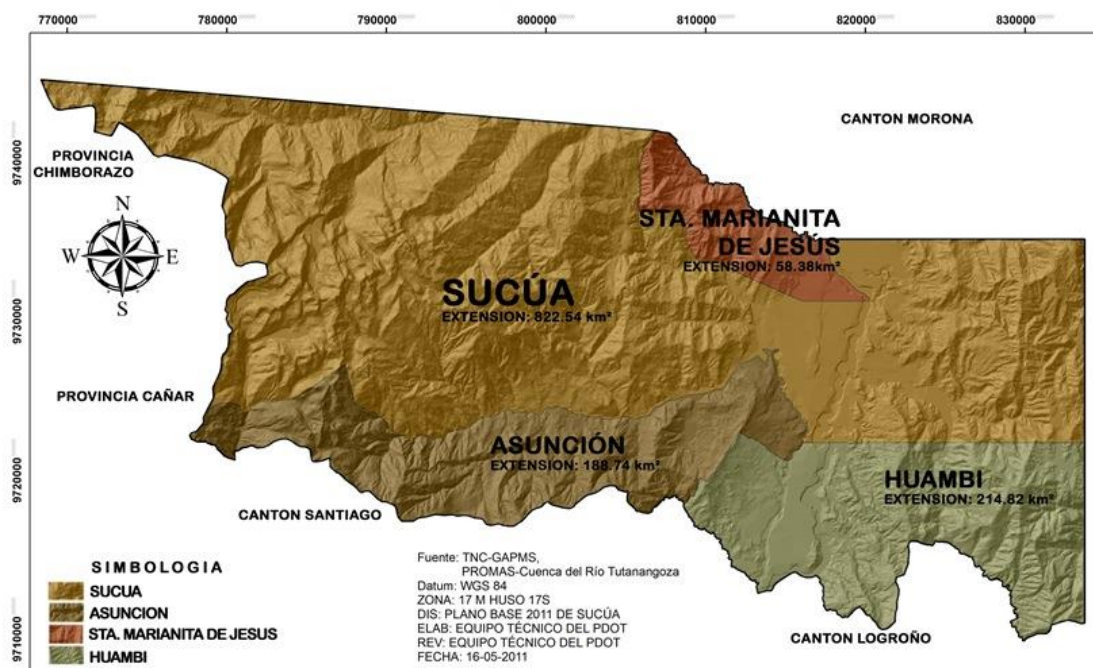 770000 780000 790000 800000 810000 820000 830000
9740000
9730000
9720000
9710000
CANTON MORONA
PROVINCIA
CHIMBORAZO
N
W E
S
STA. MARIANITA
DE JESÚS
EXTENSION: 58.38km²
SUCÚA
EXTENSION: 822.54 km²
PROVINCIA CAÑAR
ASUNCIÓN
EXTENSION: 188.74 km²
HUAMBI
EXTENSION: 214.82 km²
CANTON SANTIAGO
CANTON LOGROÑO
SIMBOLOGIA
SUCUA
ASUNCION
STA. MARIANITA DE JESUS
HUAMBI
Fuente: TNC-GAPMS,
PROMAS-Cuenca del Río Tutanangoza
Datum: WGS 84
ZONA: 17 M HUSO 17S
DIS: PLANO BASE 2011 DE SUCÚA
ELAB: EQUIPO TÉCNICO DEL PDOT
REV: EQUIPO TÉCNICO DEL PDOT
FECHA: 16-05-2011